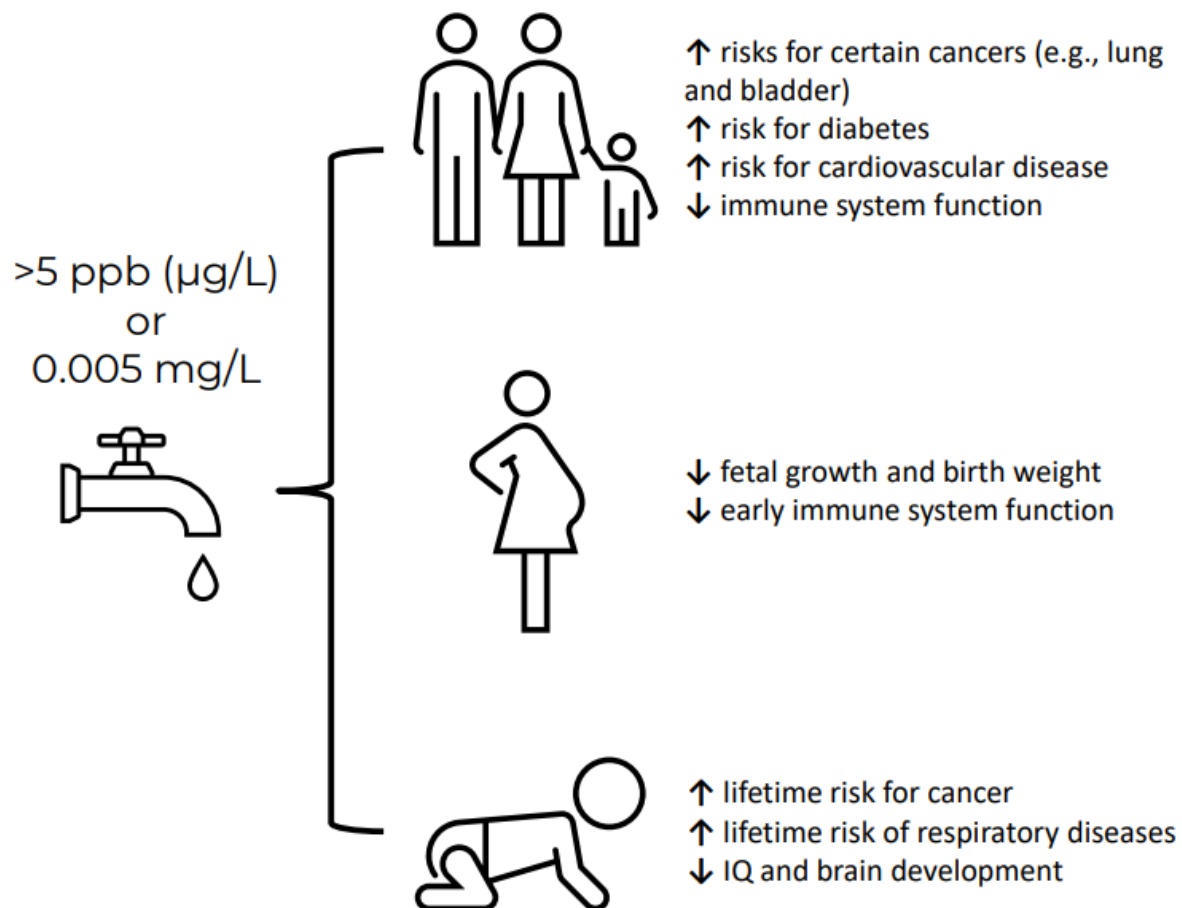 >5 ppb (µg/L)
or
0.005 mg/L
↑ risks for certain cancers (e.g., lung
and bladder)
↑ risk for diabetes
↑ risk for cardiovascular disease
↓ immune system function
↓ fetal growth and birth weight
↓ early immune system function
↑ lifetime risk for cancer
↑ lifetime risk of respiratory diseases
↓ IQ and brain development